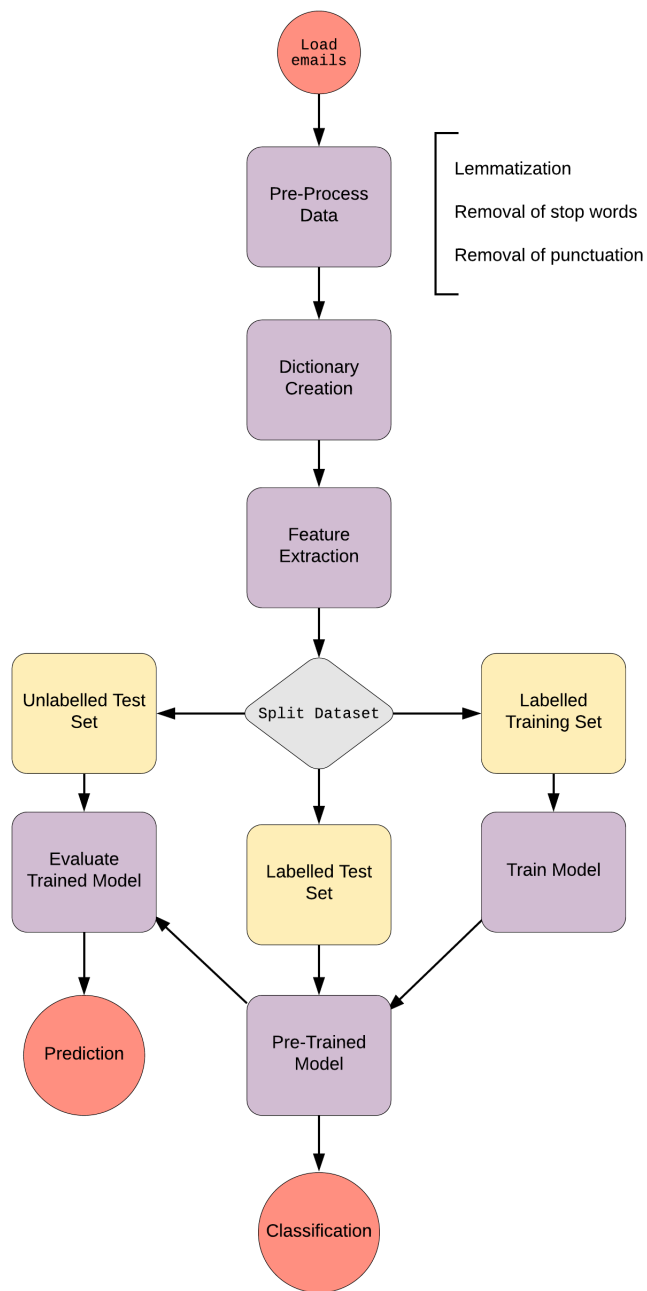 Load
emails
Pre-Process
Data
Lemmatization
Removal of stop words
Removal of punctuation
Dictionary
Creation
Feature
Extraction
Unlabelled Test
Set
Split Dataset
Labelled
Training Set
Evaluate
Trained Model
Labelled Test
Set
Train Model
Prediction
Pre-Trained
Model
Classification